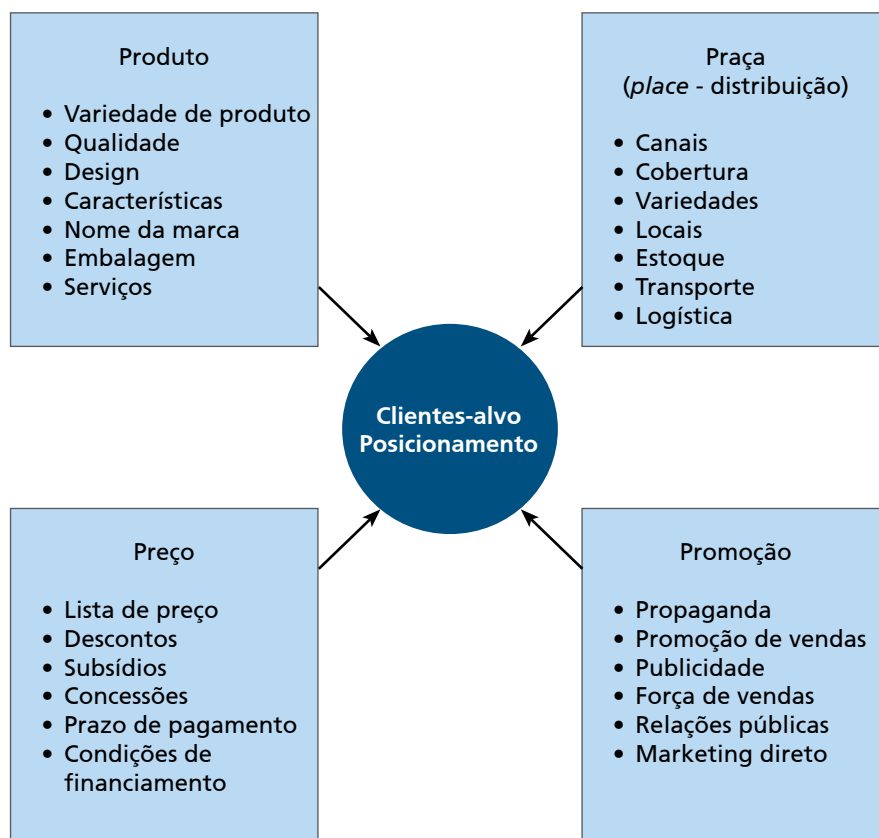 Produto
• Variedade de produto
• Qualidade
• Design
• Características
• Nome da marca
• Embalagem
• Serviços
Praça
(place - distribuição)
• Canais
• Cobertura
• Variedades
• Locais
• Estoque
• Transporte
• Logística
Clientes-alvo
Posicionamento
Preço
• Lista de preço
• Descontos
• Subsídios
• Concessões
• Prazo de pagamento
• Condições de
financiamento
Promoção
• Propaganda
• Promoção de vendas
• Publicidade
• Força de vendas
• Relações públicas
• Marketing direto